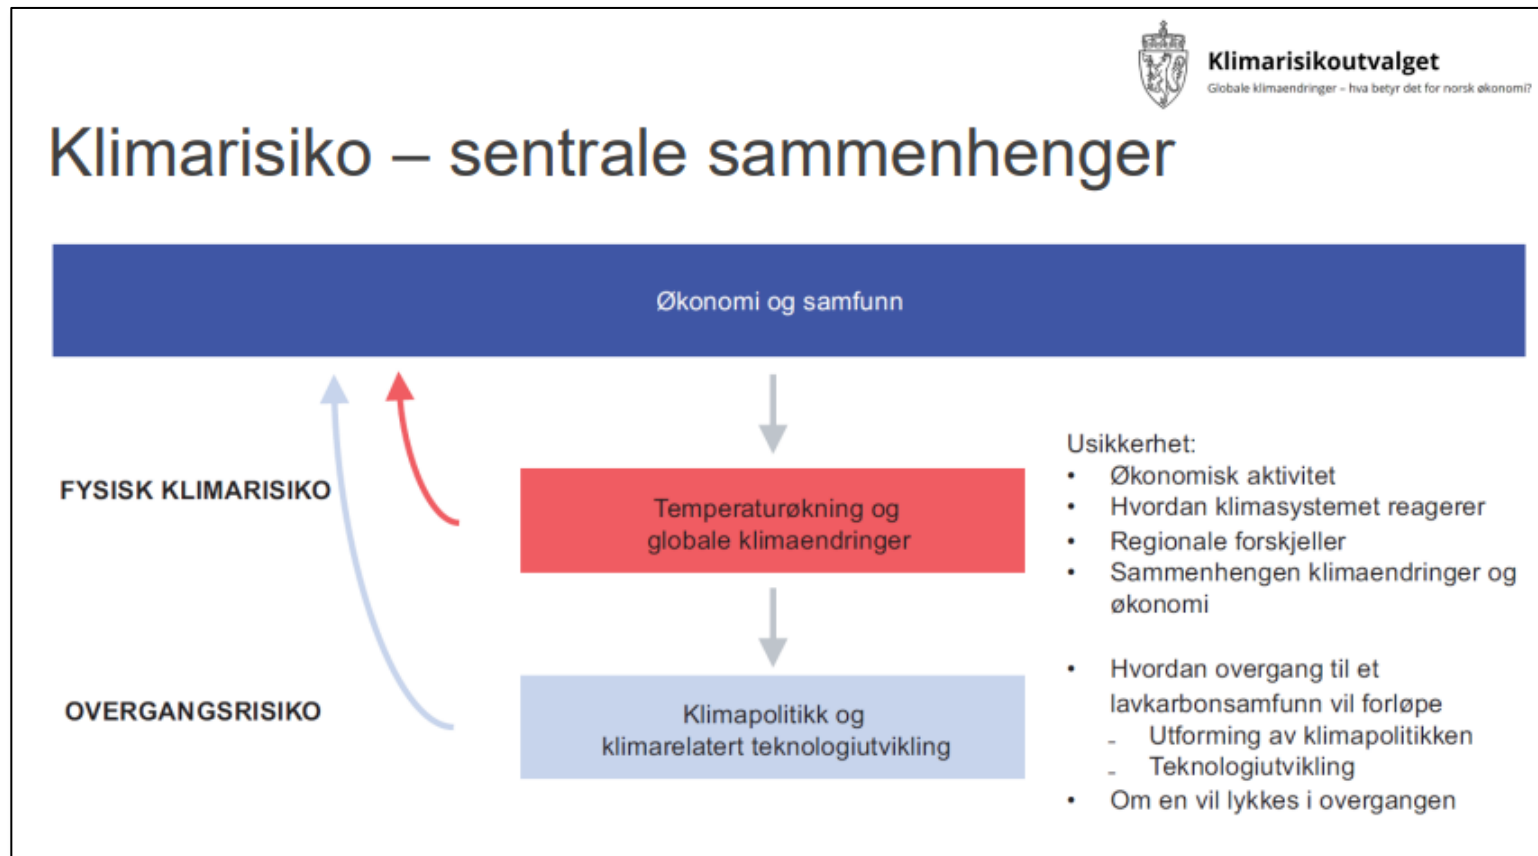 Klimarisikoutvalget
Globale klimaendringer – hva betyr det for norsk økonomi?
Klimarisiko – sentrale sammenhenger
Økonomi og samfunn
FYSISK KLIMARISIKO
Temperaturøkning og
globale klimaendringer
Usikkerhet:
• Økonomisk aktivitet
• Hvordan klimasystemet reagerer
• Regionale forskjeller
• Sammenhengen klimaendringer og
økonomi
OVERGANGSRISIKO
Klimapolitikk og
klimarelatert teknologiutvikling
• Hvordan overgang til et
lavkarbonsamfunn vil forløpe
- Utforming av klimapolitikken
- Teknologiutvikling
• Om en vil lykkes i overgangen